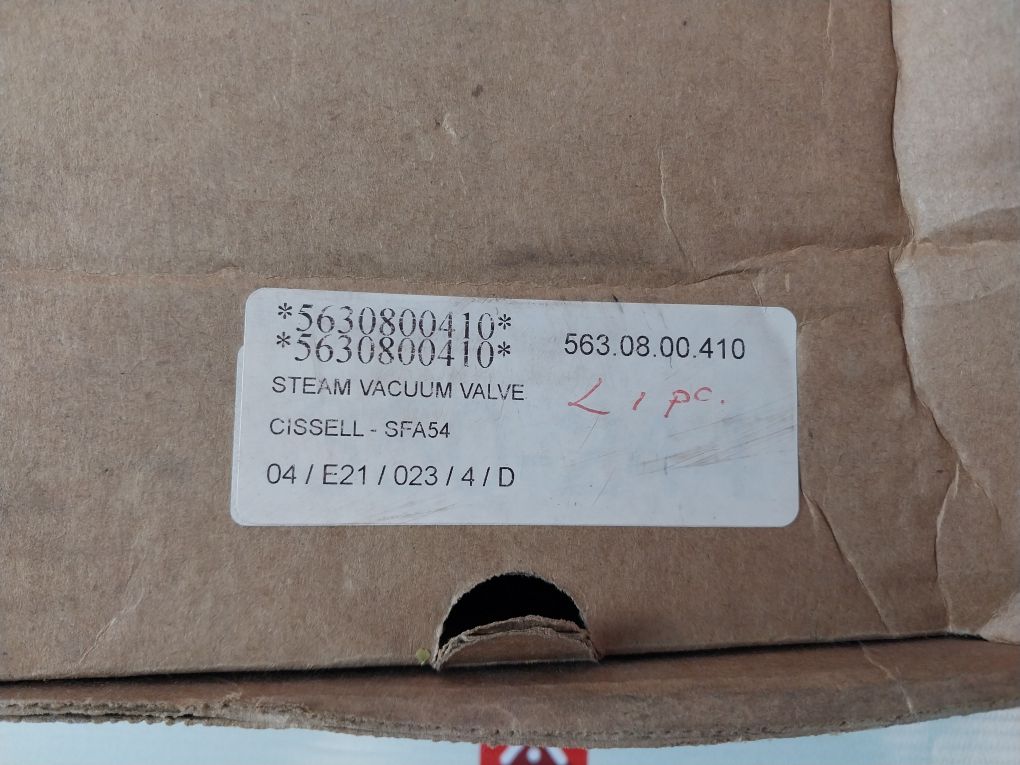 *5630800410*
*5630800410*
563.08.00.410
STEAM VACUUM VALVE
1 pc.
CISSELL - SFA54
04 / E21 / 023 / 4 / D